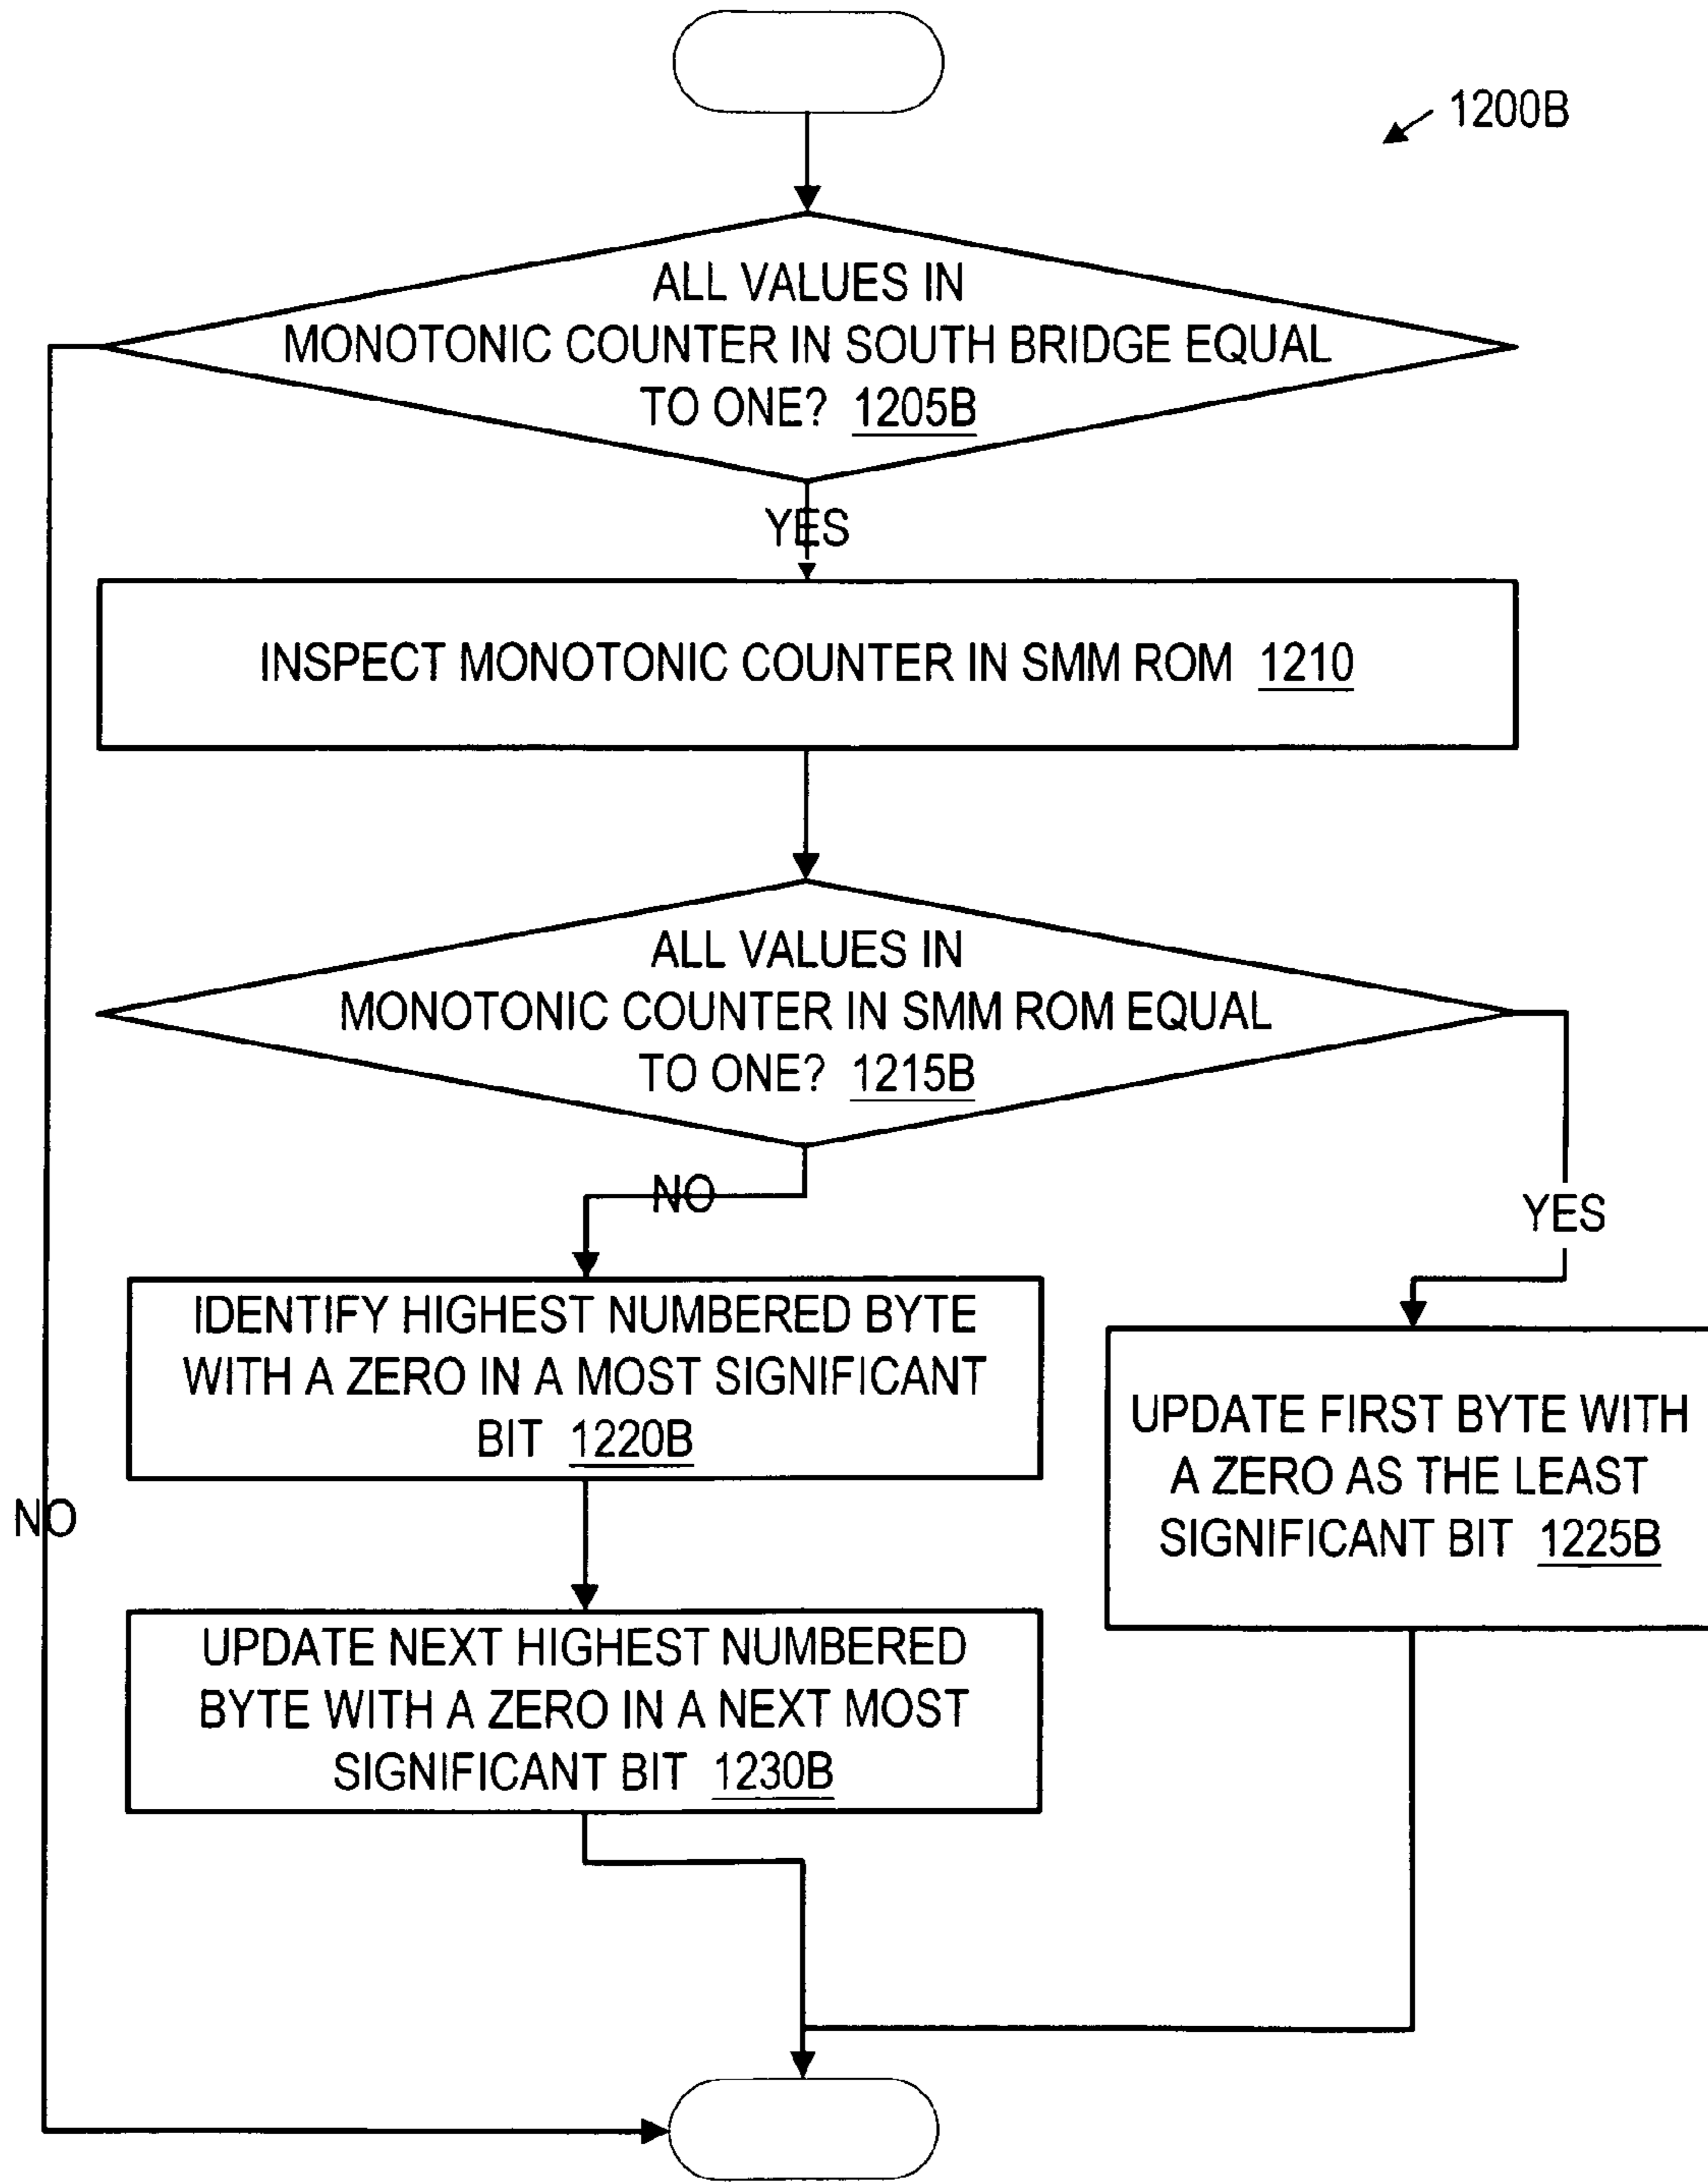 1200B
ALL VALUES IN
MONOTONIC COUNTER IN SOUTH BRIDGE EQUAL
TO ONE? 1205B
YES
INSPECT MONOTONIC COUNTER IN SMM ROM 1210
ALL VALUES IN
MONOTONIC COUNTER IN SMM ROM EQUAL
TO ONE? 1215B
NO
YES
IDENTIFY HIGHEST NUMBERED BYTE
WITH A ZERO IN A MOST SIGNIFICANT
BIT 1220B
UPDATE FIRST BYTE WITH
A ZERO AS THE LEAST
SIGNIFICANT BIT 1225B
NO
UPDATE NEXT HIGHEST NUMBERED
BYTE WITH A ZERO IN A NEXT MOST
SIGNIFICANT BIT 1230B